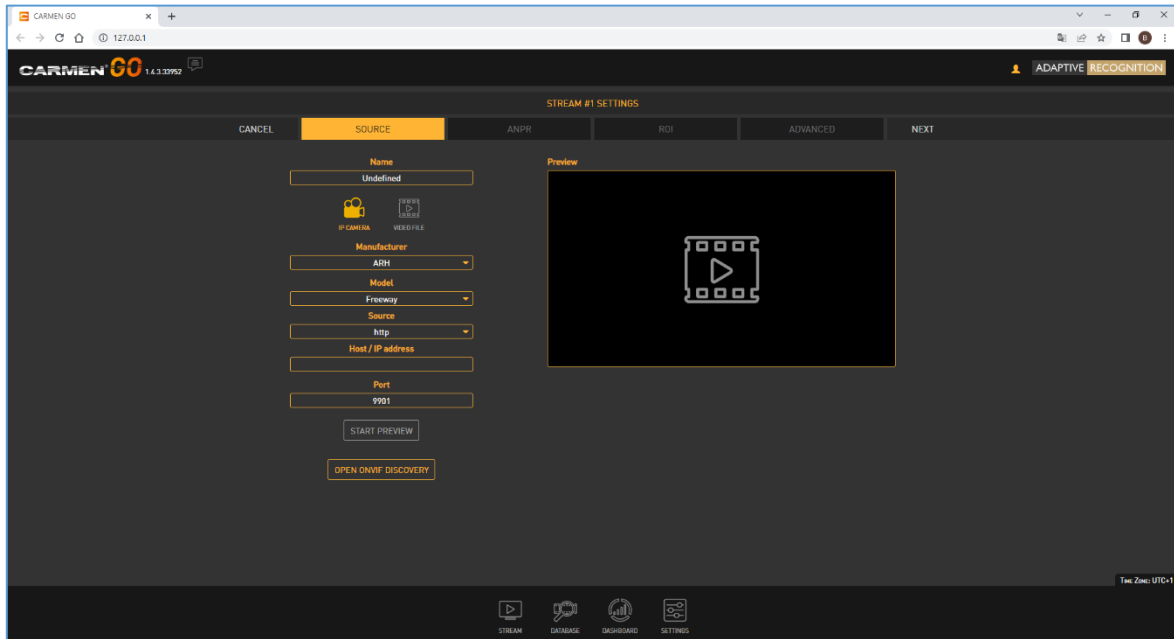 CARMEN GO
127.0.0.1
B
CARMEN GO 1.4.3.33952
ADAPTIVE RECOGNITION
STREAM #1 SETTINGS
CANCEL SOURCE ANPR ROI ADVANCED NEXT
Name
Undefined
IP CAMERA VIDEO FILE
Manufacturer
ARH
Model
Freeway
Source
http
Host / IP address
Port
9901
START PREVIEW
OPEN ONVIF DISCOVERY
Preview
Time Zone: UTC+1
STREAM DATABASE DASHBOARD SETTINGS